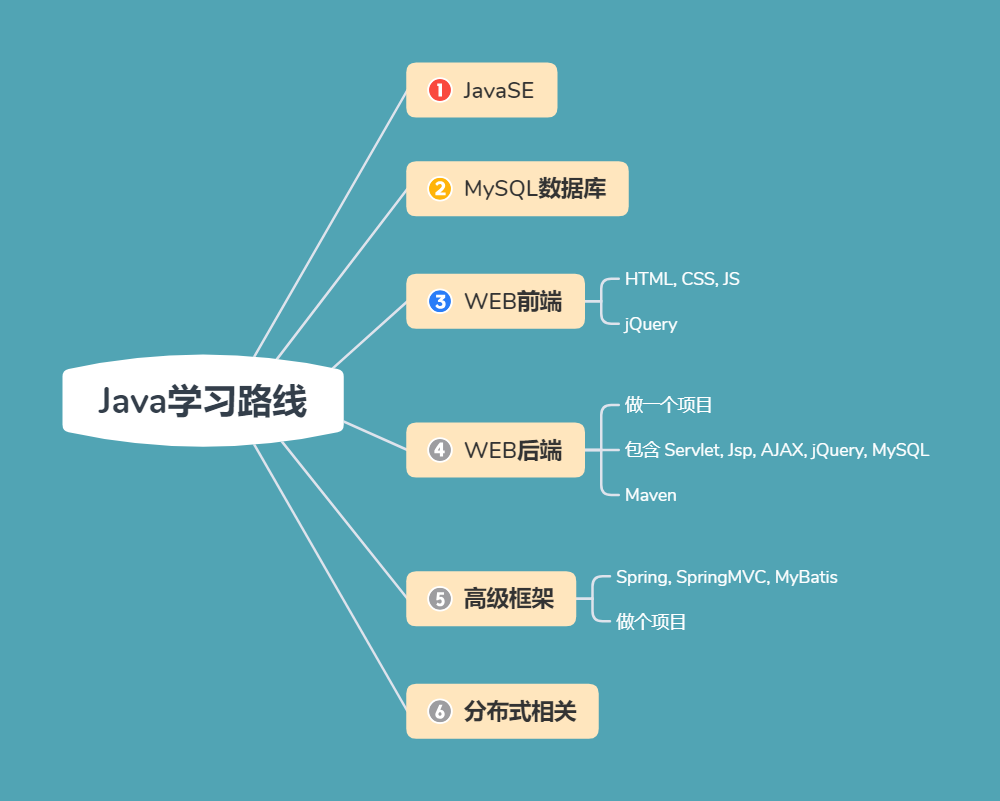 1 JavaSE
2 MySQL数据库
3 WEB前端
HTML, CSS, JS
jQuery
Java学习路线
4 WEB后端
做一个项目
包含 Servlet, Jsp, AJAX, jQuery, MySQL
Maven
5 高级框架
Spring, SpringMVC, MyBatis
做个项目
6 分布式相关